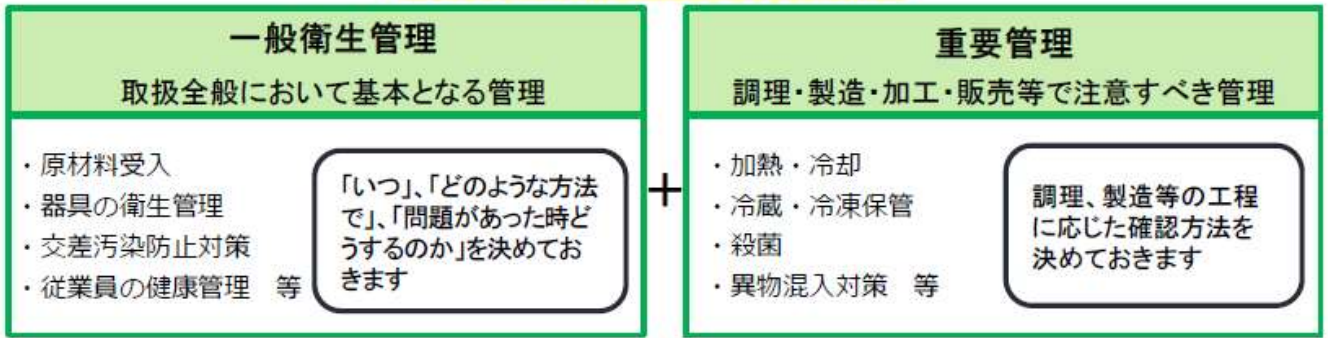 一般衛生管理
取扱全般において基本となる管理
・原材料受入
・器具の衛生管理
・交差汚染防止対策
・従業員の健康管理　等
「いつ」、「どのような方法
で」、「問題があった時ど
うするのか」を決めてお
きます
＋
重要管理
調理・製造・加工・販売等で注意すべき管理
・加熱・冷却
・冷蔵・冷凍保管
・殺菌
・異物混入対策　等
調理、製造等の工程
に応じた確認方法を
決めておきます